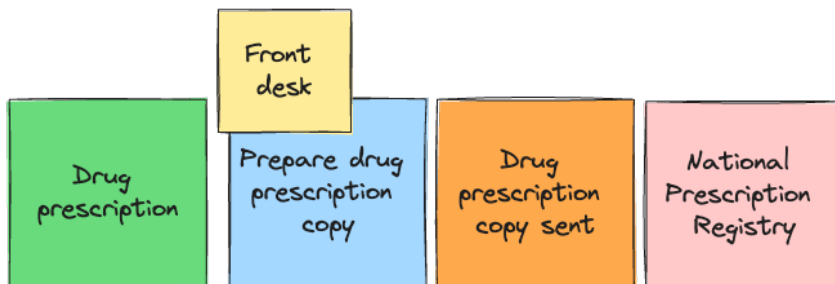 Front
desk
Drug
prescription
Prepare drug
prescription
copy
Drug
prescription
copy sent
National
Prescription
Registry